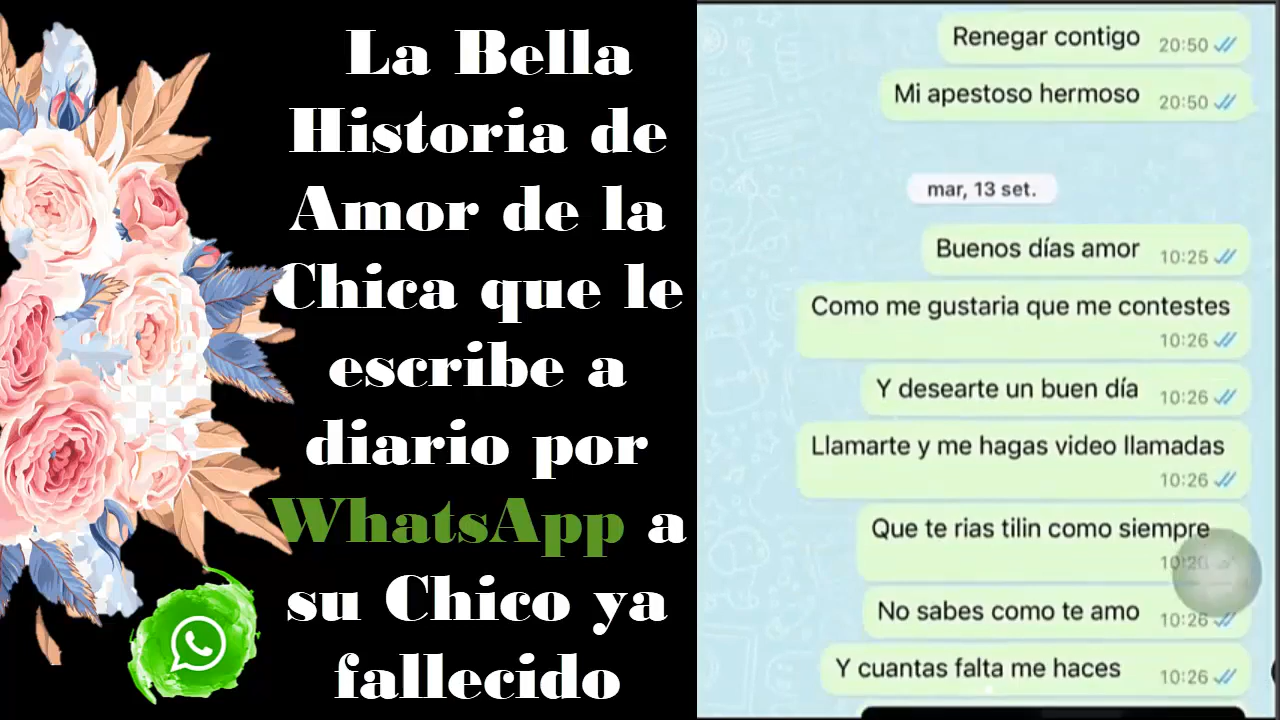 La Bella
Historia de
Amor de la
Chica que le
escribe a
diario por
WhatsApp a
su Chico ya
fallecido
Renegar contigo 20:50
Mi apestoso hermoso 20:50
mar, 13 set.
Buenos días amor 10:25
Como me gustaria que me contestes
10:26
Y desearte un buen día 10:26
Llamarte y me hagas video llamadas
10:26
Que te rias tilin como siempre
10:26
No sabes como te amo 10:26
Y cuantas falta me haces 10:26